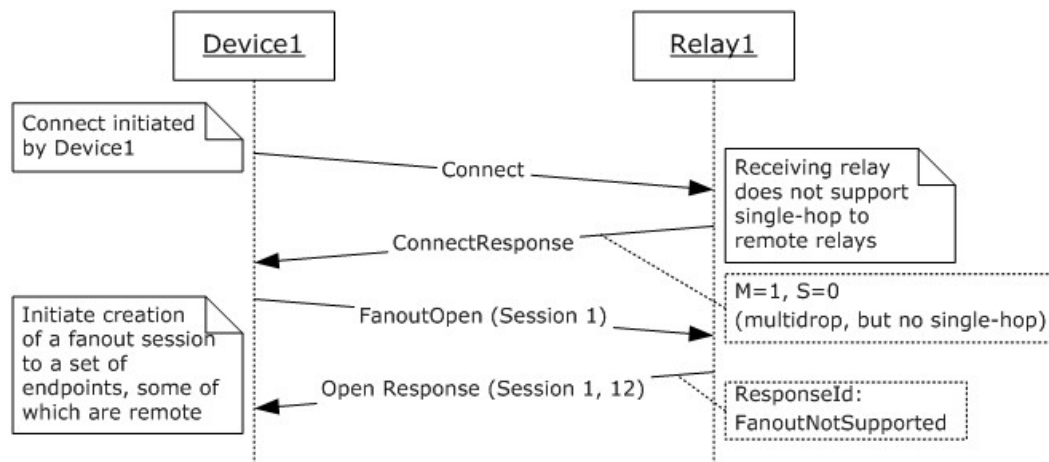 Device1
Relay1
Connect initiated
by Device1
Connect
Receiving relay
does not support
single-hop to
remote relays
ConnectResponse
M=1, S=0
(multidrop, but no single-hop)
Initiate creation
of a fanout session
to a set of
endpoints, some of
which are remote
FanoutOpen (Session 1)
Open Response (Session 1, 12)
ResponseId:
FanoutNotSupported